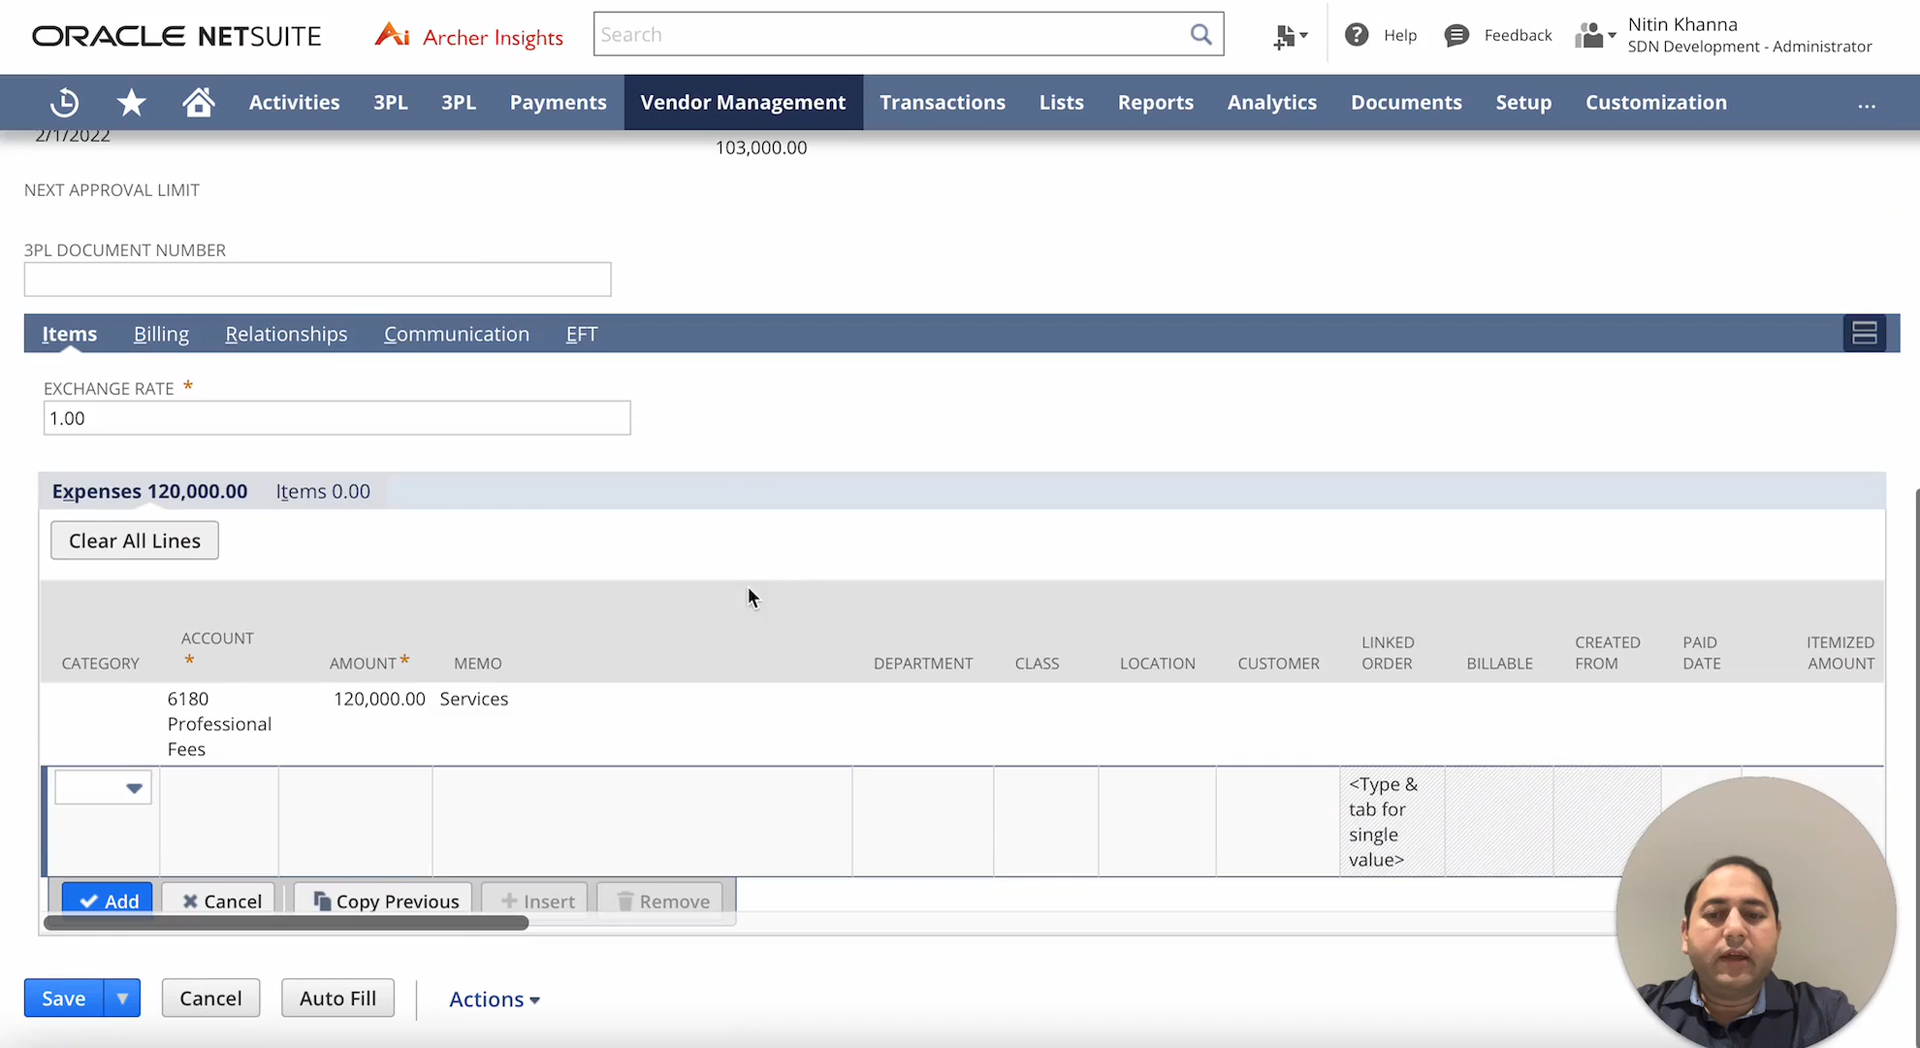 ORACLE NETSUITE
Ai Archer Insights
Search
Help
Feedback
Nitin Khanna
SDN Development - Administrator
Activities
3PL
3PL
Payments
Vendor Management
Transactions
Lists
Reports
Analytics
Documents
Setup
Customization
...
2/1/2022
103,000.00
NEXT APPROVAL LIMIT
3PL DOCUMENT NUMBER
Items
Billing
Relationships
Communication
EFT
EXCHANGE RATE *
1.00
Expenses 120,000.00
Items 0.00
Clear All Lines
CATEGORY
ACCOUNT
*
AMOUNT *
MEMO
DEPARTMENT
CLASS
LOCATION
CUSTOMER
LINKED
ORDER
BILLABLE
CREATED
FROM
PAID
DATE
ITEMIZED
AMOUNT
6180
Professional
Fees
120,000.00
Services
<Type &
tab for
single
value>
Add
Cancel
Copy Previous
Insert
Remove
Save
Cancel
Auto Fill
Actions